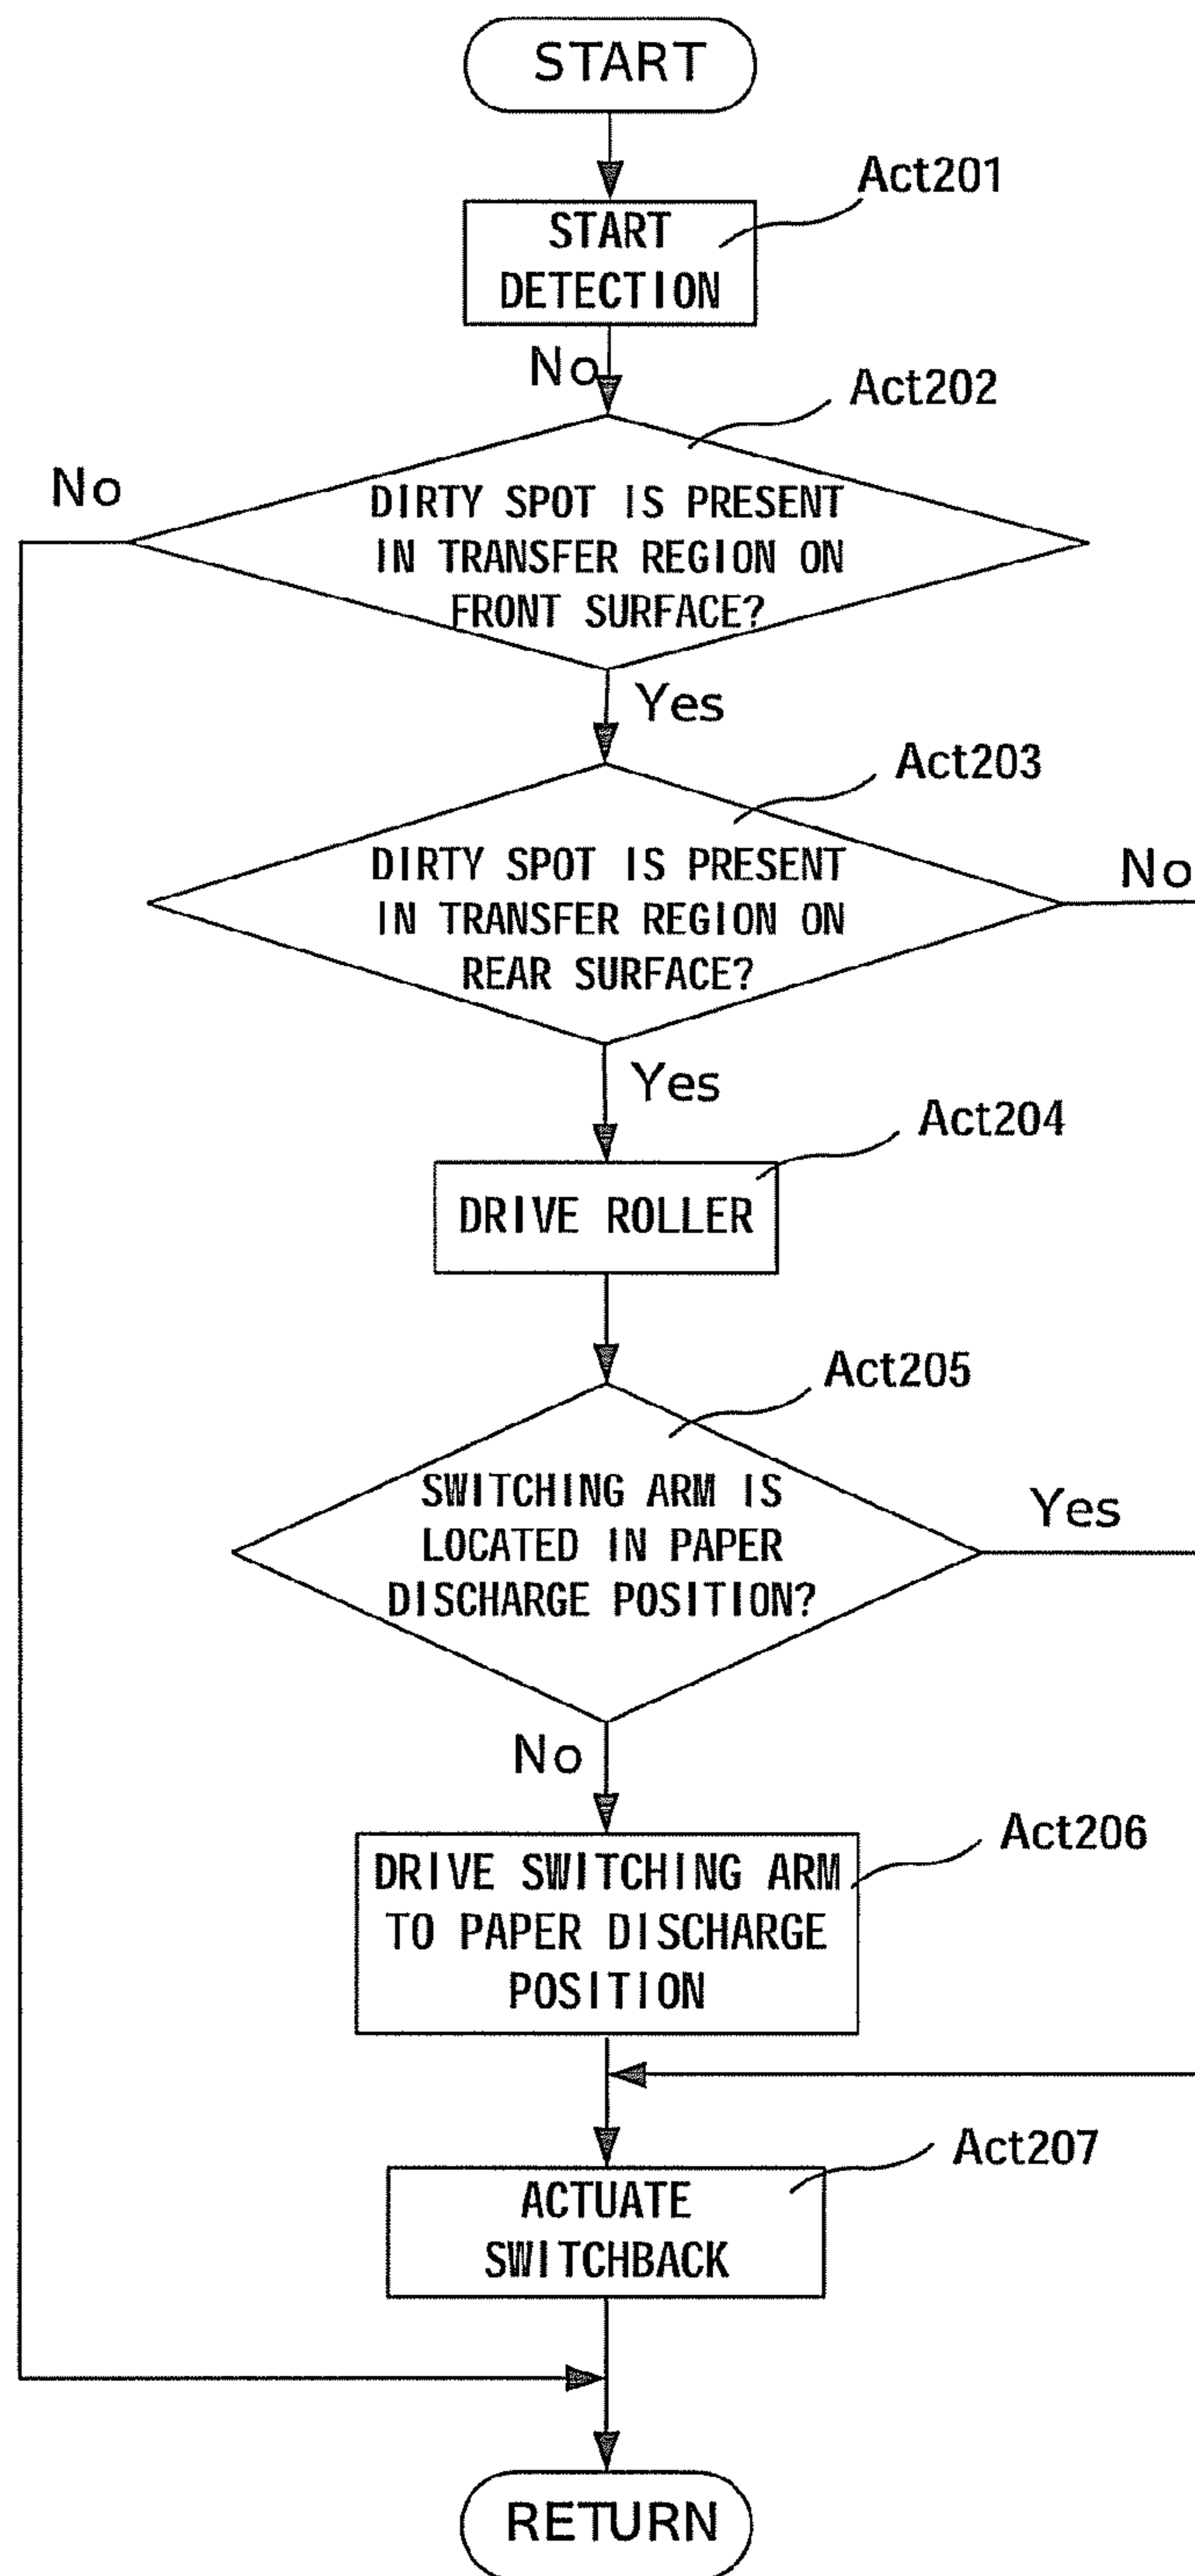 START
Act201
START
DETECTION
No
Act202
No
DIRTY SPOT IS PRESENT
IN TRANSFER REGION ON
FRONT SURFACE?
Yes
Act203
DIRTY SPOT IS PRESENT
IN TRANSFER REGION ON
REAR SURFACE?
No
Yes
Act204
DRIVE ROLLER
Act205
SWITCHING ARM IS
LOCATED IN PAPER
DISCHARGE POSITION?
Yes
No
Act206
DRIVE SWITCHING ARM
TO PAPER DISCHARGE
POSITION
Act207
ACTUATE
SWITCHBACK
RETURN